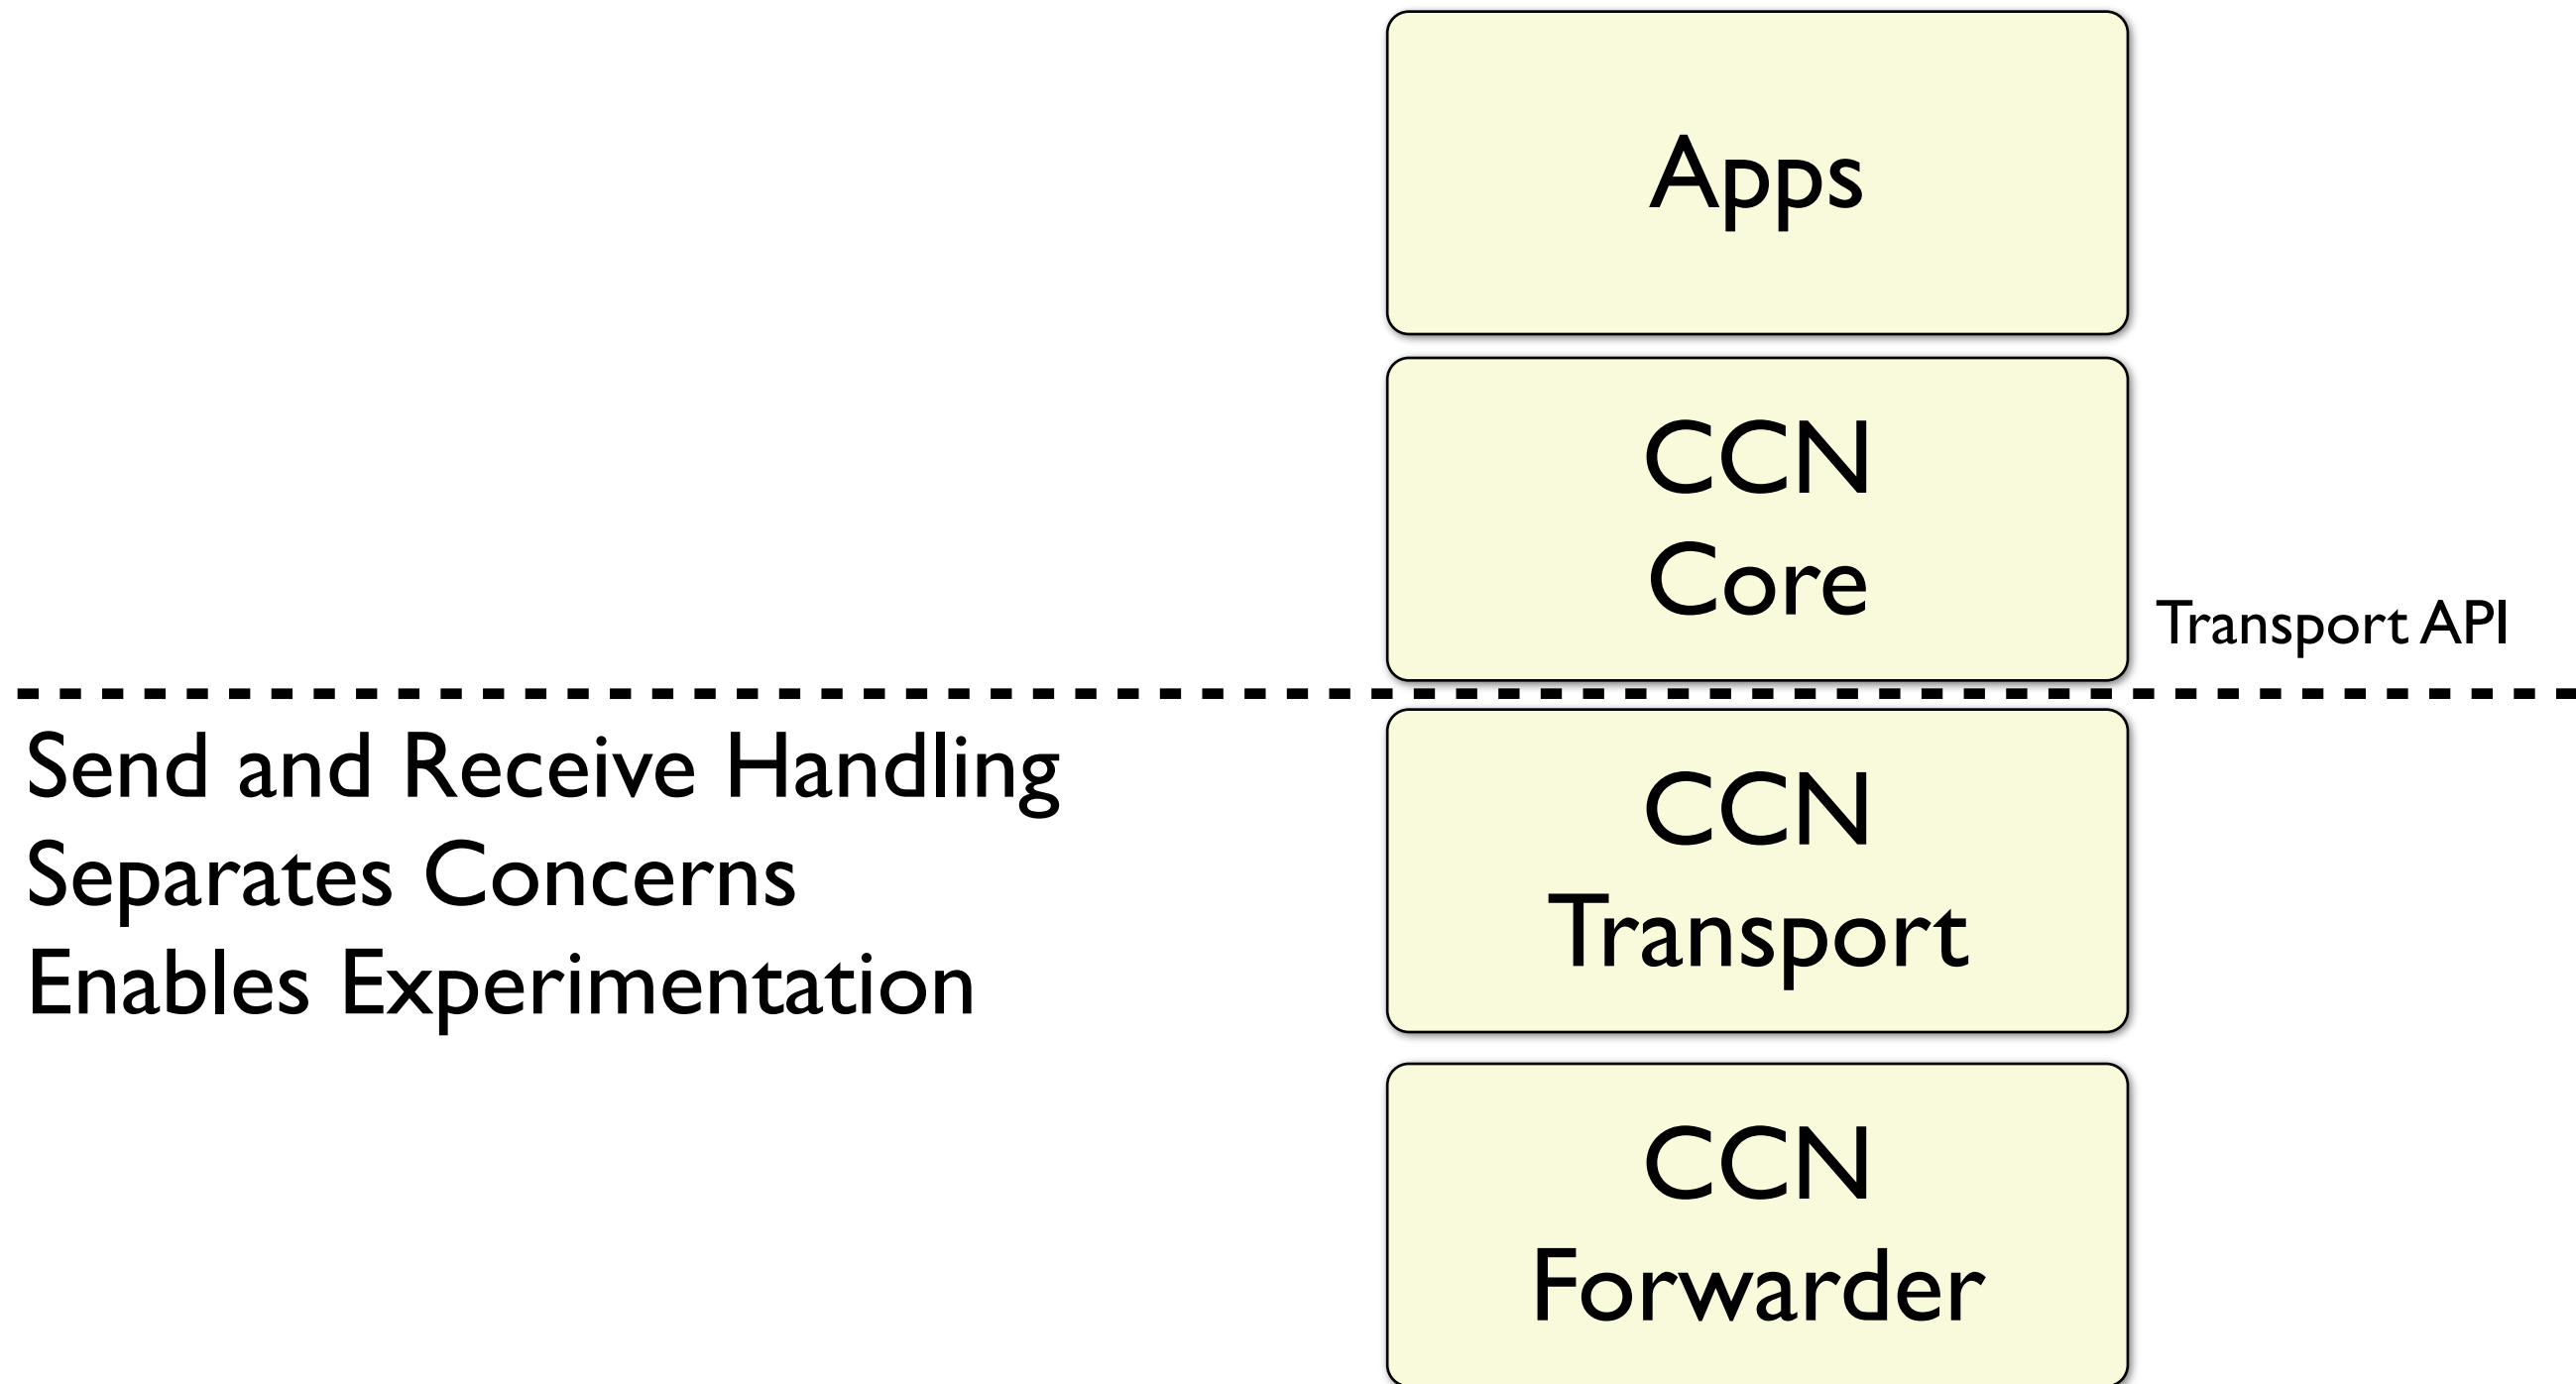 Apps
CCN
Core
Transport API
Send and Receive Handling
Separates Concerns
Enables Experimentation
CCN
Transport
CCN
Forwarder